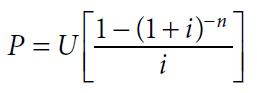 P = U[(1 − (1 + i)⁻ⁿ) / i]